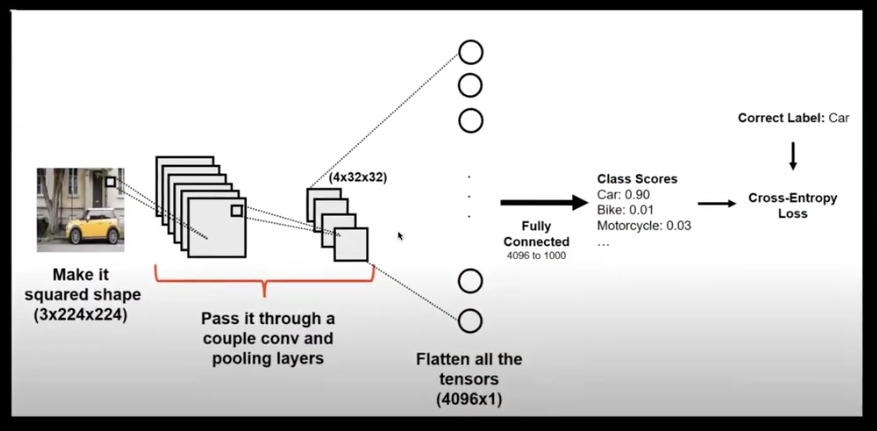 Make it
squared shape
(3x224x224)
Pass it through a
couple conv and
pooling layers
(4x32x32)
Flatten all the
tensors
(4096x1)
Fully
Connected
4096 to 1000
Class Scores
Car: 0.90
Bike: 0.01
Motorcycle: 0.03
...
Correct Label: Car
Cross-Entropy
Loss